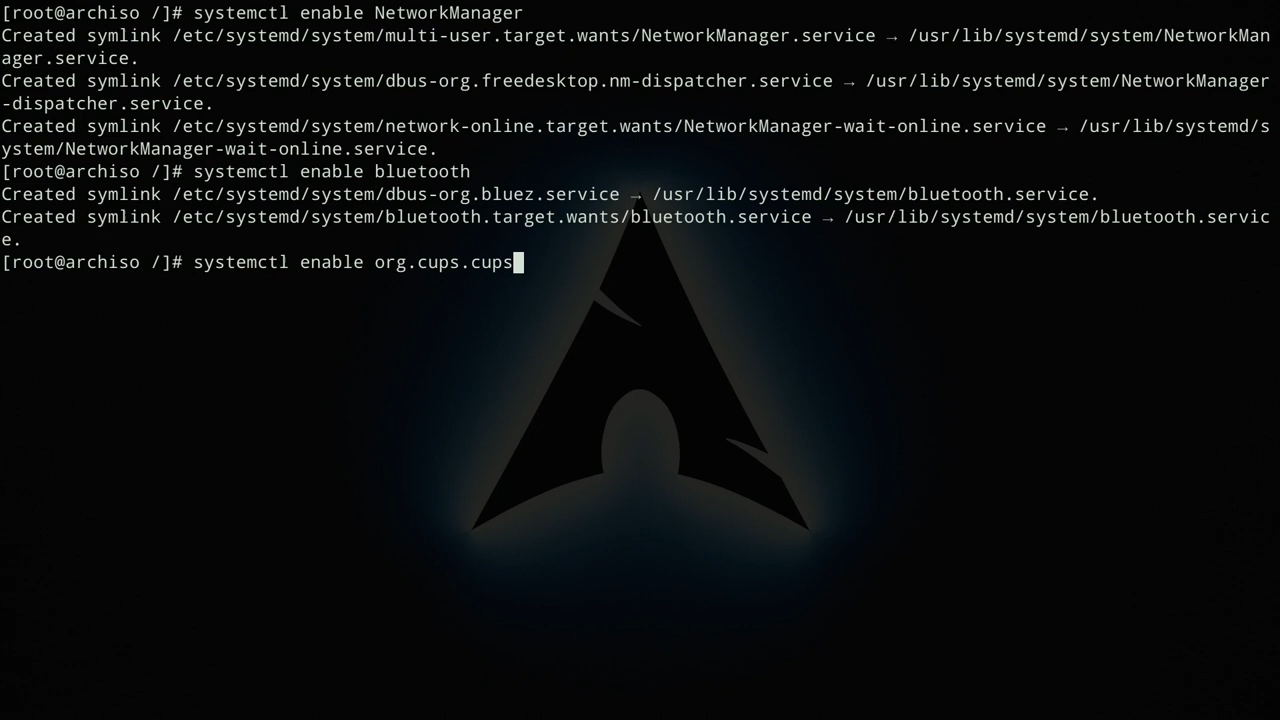 [root@archiso /]# systemctl enable NetworkManager
Created symlink /etc/systemd/system/multi-user.target.wants/NetworkManager.service → /usr/lib/systemd/system/NetworkMan
ager.service.
Created symlink /etc/systemd/system/dbus-org.freedesktop.nm-dispatcher.service → /usr/lib/systemd/system/NetworkManager
-dispatcher.service.
Created symlink /etc/systemd/system/network-online.target.wants/NetworkManager-wait-online.service → /usr/lib/systemd/s
ystem/NetworkManager-wait-online.service.
[root@archiso /]# systemctl enable bluetooth
Created symlink /etc/systemd/system/dbus-org.bluez.service → /usr/lib/systemd/system/bluetooth.service.
Created symlink /etc/systemd/system/bluetooth.target.wants/bluetooth.service → /usr/lib/systemd/system/bluetooth.servic
e.
[root@archiso /]# systemctl enable org.cups.cups